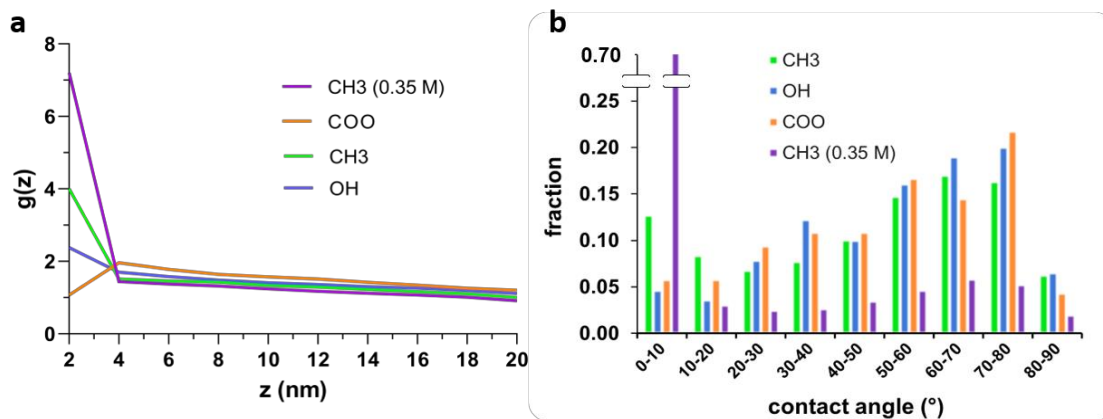 a
8
6
4
2
0
g(z)
CH3 (0.35 M)
COO
CH3
OH
2 4 6 8 10 12 14 16 18 20
z (nm)
b
0.70
0.25
0.20
0.15
0.10
0.05
0.00
fraction
CH3
OH
COO
CH3 (0.35 M)
0-10 10-20 20-30 30-40 40-50 50-60 60-70 70-80 80-90
contact angle (°)